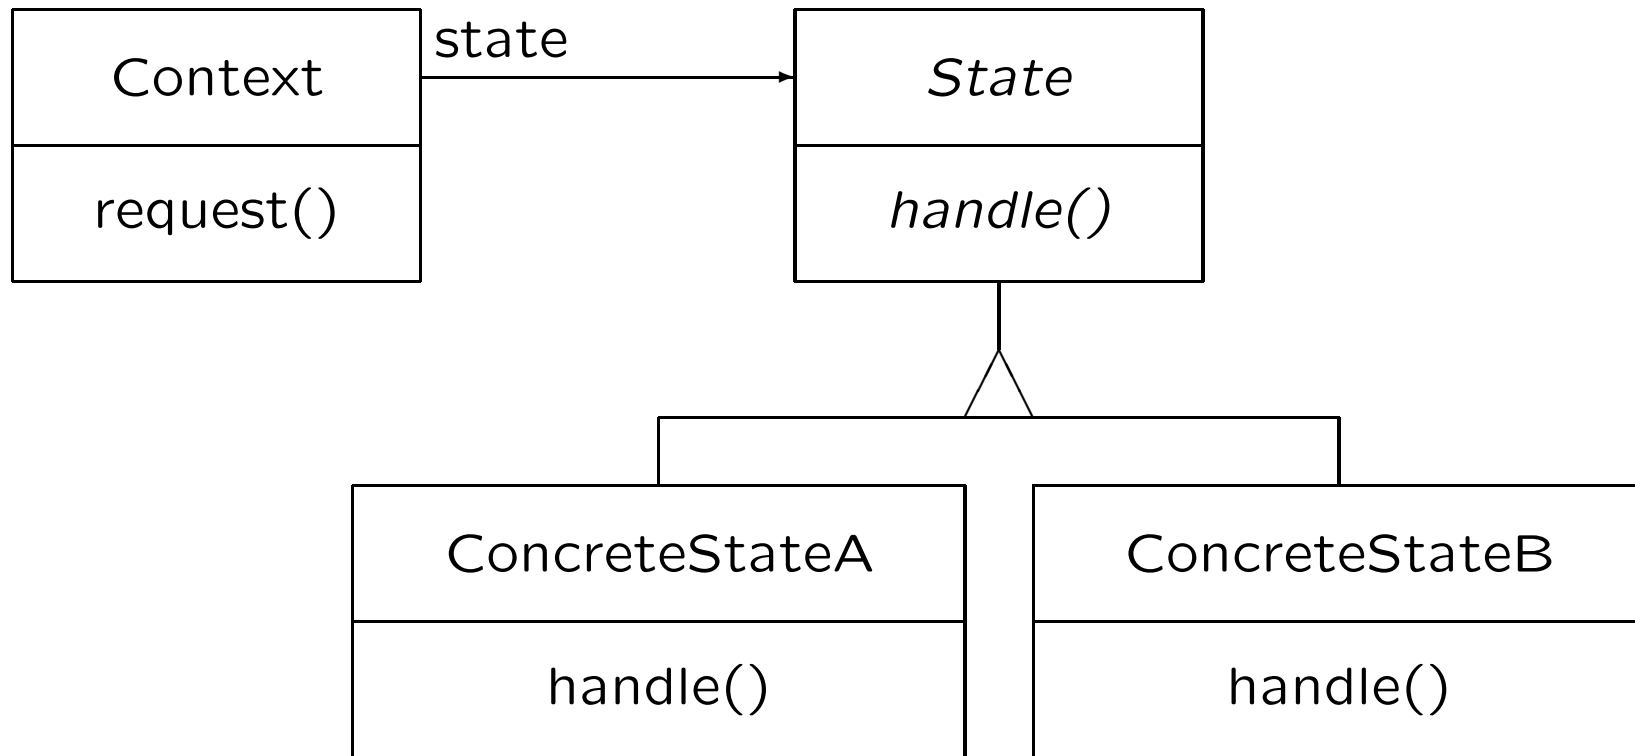 state
Context
State
request()
handle()
ConcreteStateA
ConcreteStateB
handle()
handle()